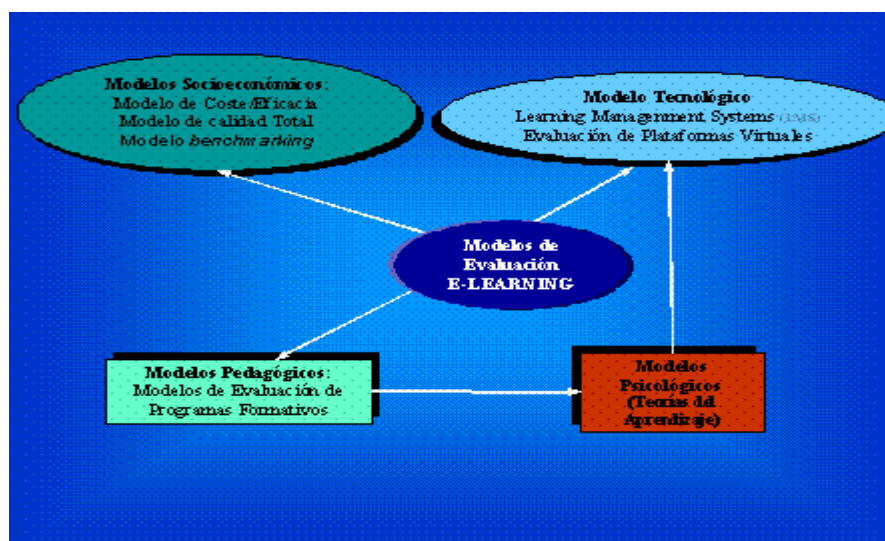 Modelos Socioeconómicos:
Modelo de Coste/Eficacia
Modelo de calidad Total
Modelo benchmarking
Modelo Tecnológico
Learning Management Systems (LMS)
Evaluación de Plataformas Virtuales
Modelos de
Evaluación
E-LEARNING
Modelos Pedagógicos:
Modelos de Evaluación de
Programas Formativos
Modelos
Psicológicos
(Teorías del
Aprendizaje)